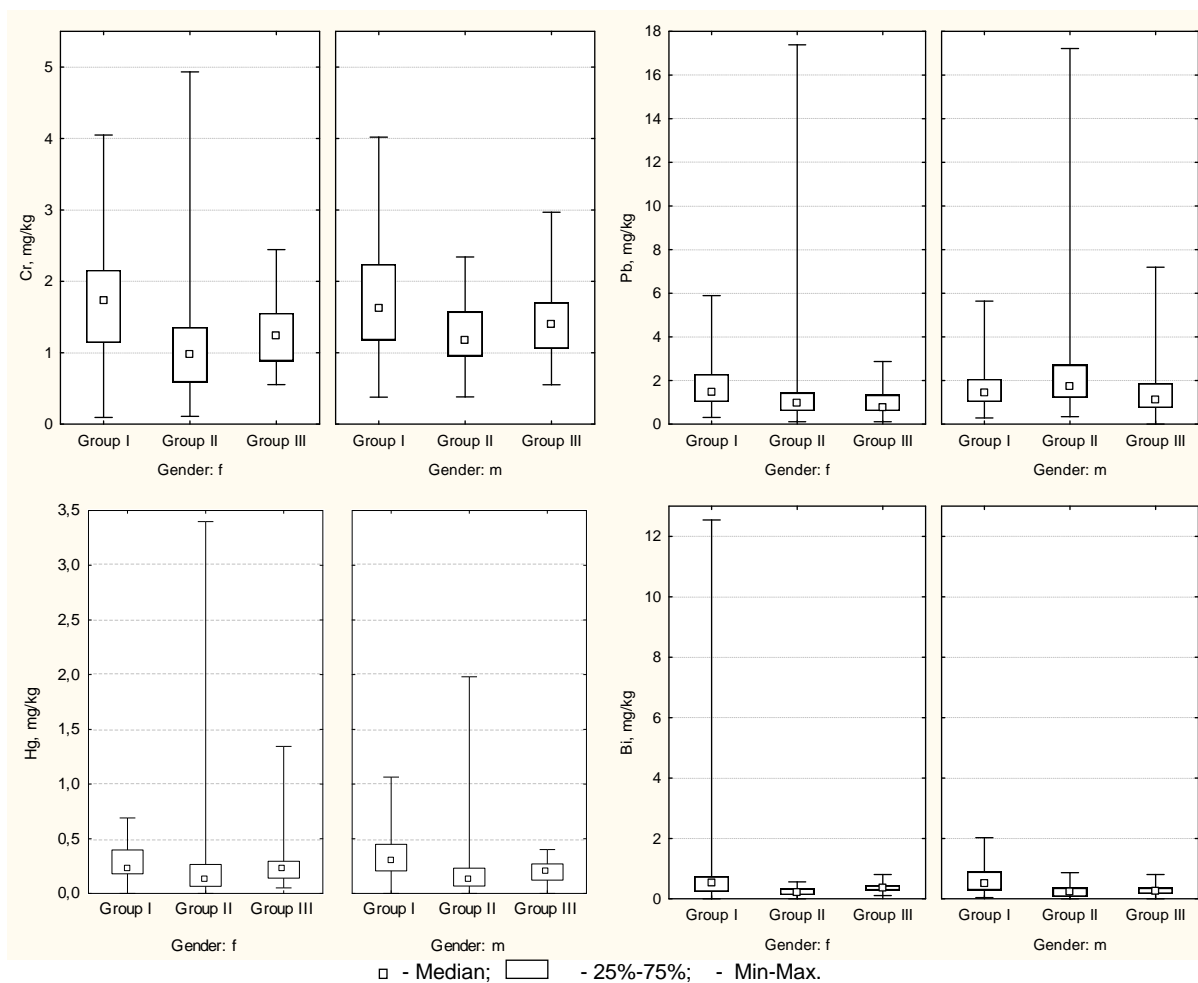 Cr, mg/kg
5
4
3
2
1
0
Group I Group II Group III
Gender: f
Group I Group II Group III
Gender: m
Pb, mg/kg
18
16
14
12
10
8
6
4
2
0
Group I Group II Group III
Gender: f
Group I Group II Group III
Gender: m
Hg, mg/kg
3,5
3,0
2,5
2,0
1,5
1,0
0,5
0,0
Group I Group II Group III
Gender: f
Group I Group II Group III
Gender: m
Bi, mg/kg
12
10
8
6
4
2
0
Group I Group II Group III
Gender: f
Group I Group II Group III
Gender: m
- Median; - 25%-75%; - Min-Max.